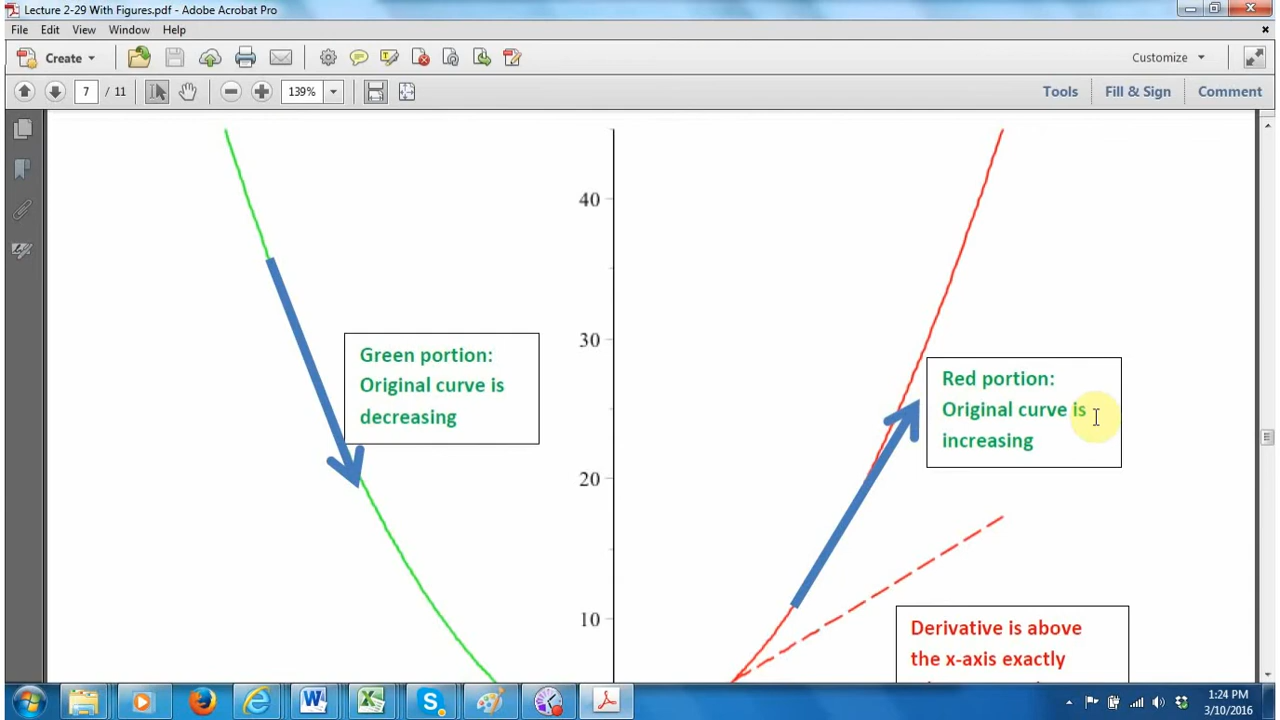 Lecture 2-29 With Figures.pdf - Adobe Acrobat Pro
File Edit View Window Help
Create Customize
7 / 11 139% Tools Fill & Sign Comment
40
30
20
10
Green portion:
Original curve is
decreasing
Red portion:
Original curve is
increasing
Derivative is above
the x-axis exactly
1:24 PM
3/10/2016